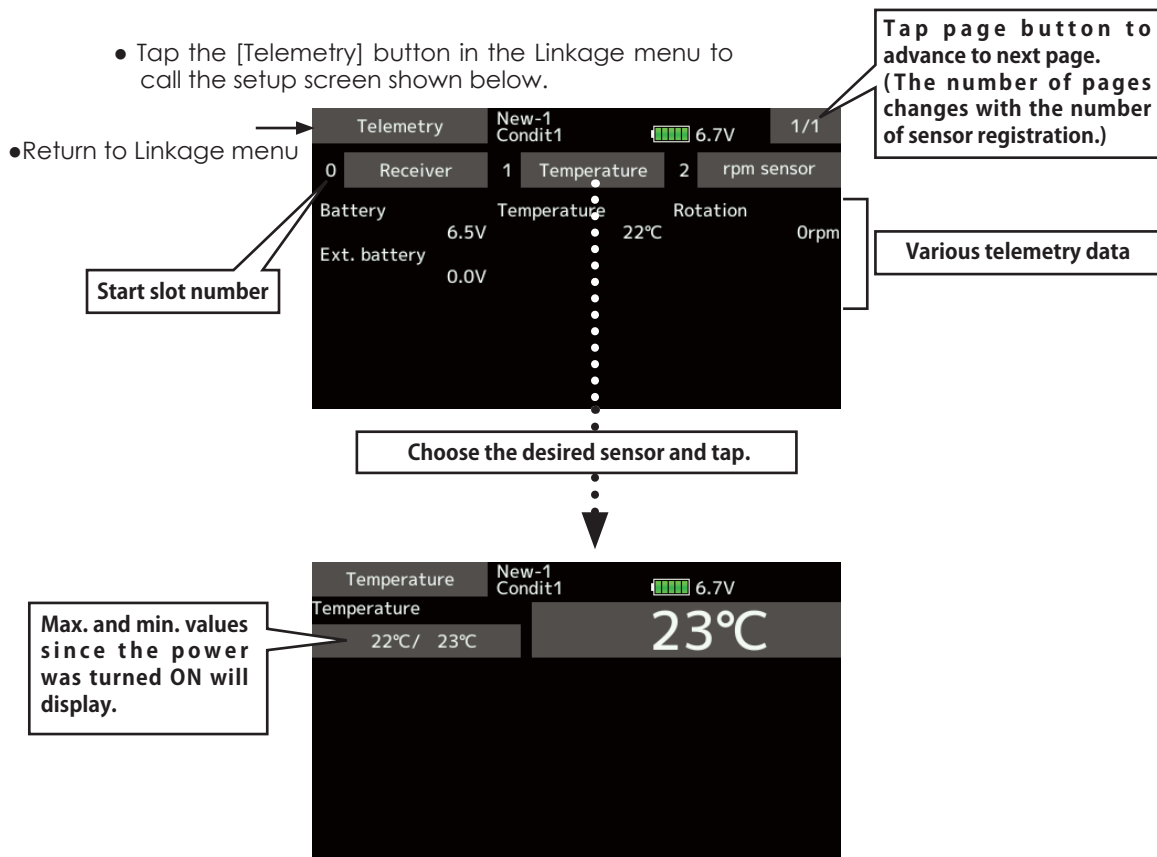 ● Tap the [Telemetry] button in the Linkage menu to
call the setup screen shown below.
Tap page button to
advance to next page.
(The number of pages
changes with the number
of sensor registration.)
●Return to Linkage menu
Telemetry
New-1
Condit1
6.7V
1/1
0 Receiver 1 Temperature 2 rpm sensor
Battery Temperature Rotation
6.5V 22℃ 0rpm
Ext. battery
0.0V
Start slot number
Various telemetry data
Choose the desired sensor and tap.
Temperature
New-1
Condit1
6.7V
Temperature
22℃/ 23℃
23℃
Max. and min. values
since the power
was turned ON will
display.